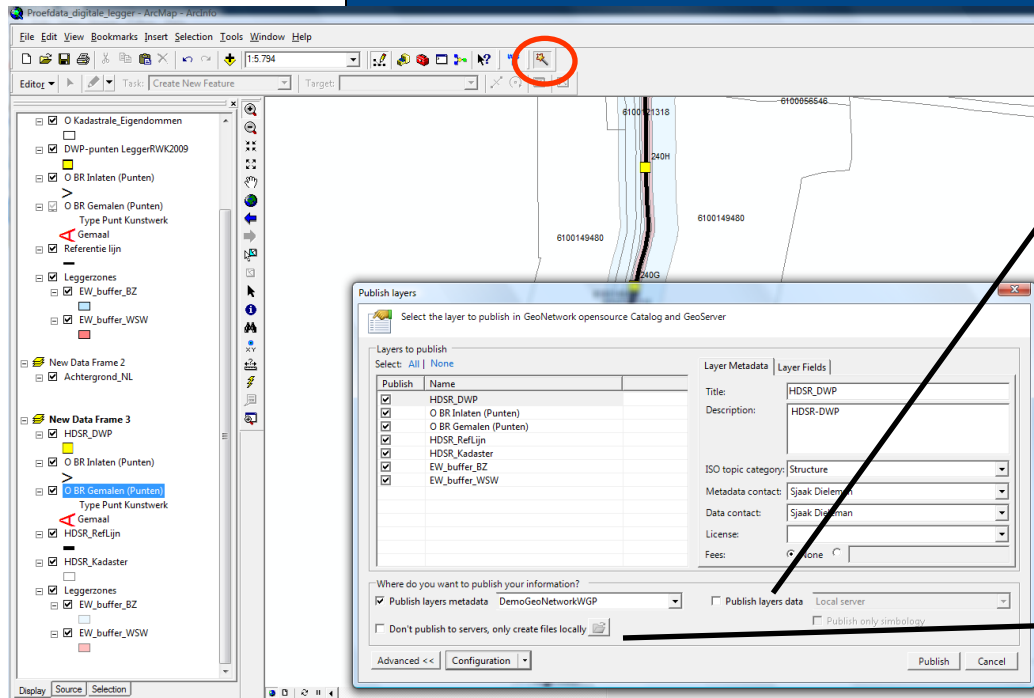 Proefdata_digitale_legger - ArcMap - ArcInfo
File Edit View Bookmarks Insert Selection Tools Window Help
1:5.794
Editor Task: Create New Feature Target:
O Kadastrale_Eigendommen
DWP-punten LeggerRWK2009
O BR Inlaten (Punten)
O BR Gemalen (Punten)
Type Punt Kunstwerk
Gemaal
Referentie lijn
Leggerzones
EW_buffer_BZ
EW_buffer_WSW
New Data Frame 2
Achtergrond_NL
New Data Frame 3
HDSR_DWP
O BR Inlaten (Punten)
O BR Gemalen (Punten)
Type Punt Kunstwerk
Gemaal
HDSR_RefLijn
HDSR_Kadaster
Leggerzones
EW_buffer_BZ
EW_buffer_WSW
Display Source Selection
6100121318
6100056546
240H
6100149480
6100149480
240G
Publish layers
Select the layer to publish in GeoNetwork opensource Catalog and GeoServer
Layers to publish
Select: All | None
Publish Name
HDSR_DWP
O BR Inlaten (Punten)
O BR Gemalen (Punten)
HDSR_RefLijn
HDSR_Kadaster
EW_buffer_BZ
EW_buffer_WSW
Layer Metadata Layer Fields
Title: HDSR_DWP
Description: HDSR-DWP
ISO topic category: Structure
Metadata contact: Sjaak Dieleman
Data contact: Sjaak Dieleman
License:
Fees: None
Where do you want to publish your information?
Publish layers metadata DemoGeoNetworkWGP
Publish layers data Local server
Publish only simbology
Don't publish to servers, only create files locally
Advanced << Configuration
Publish Cancel